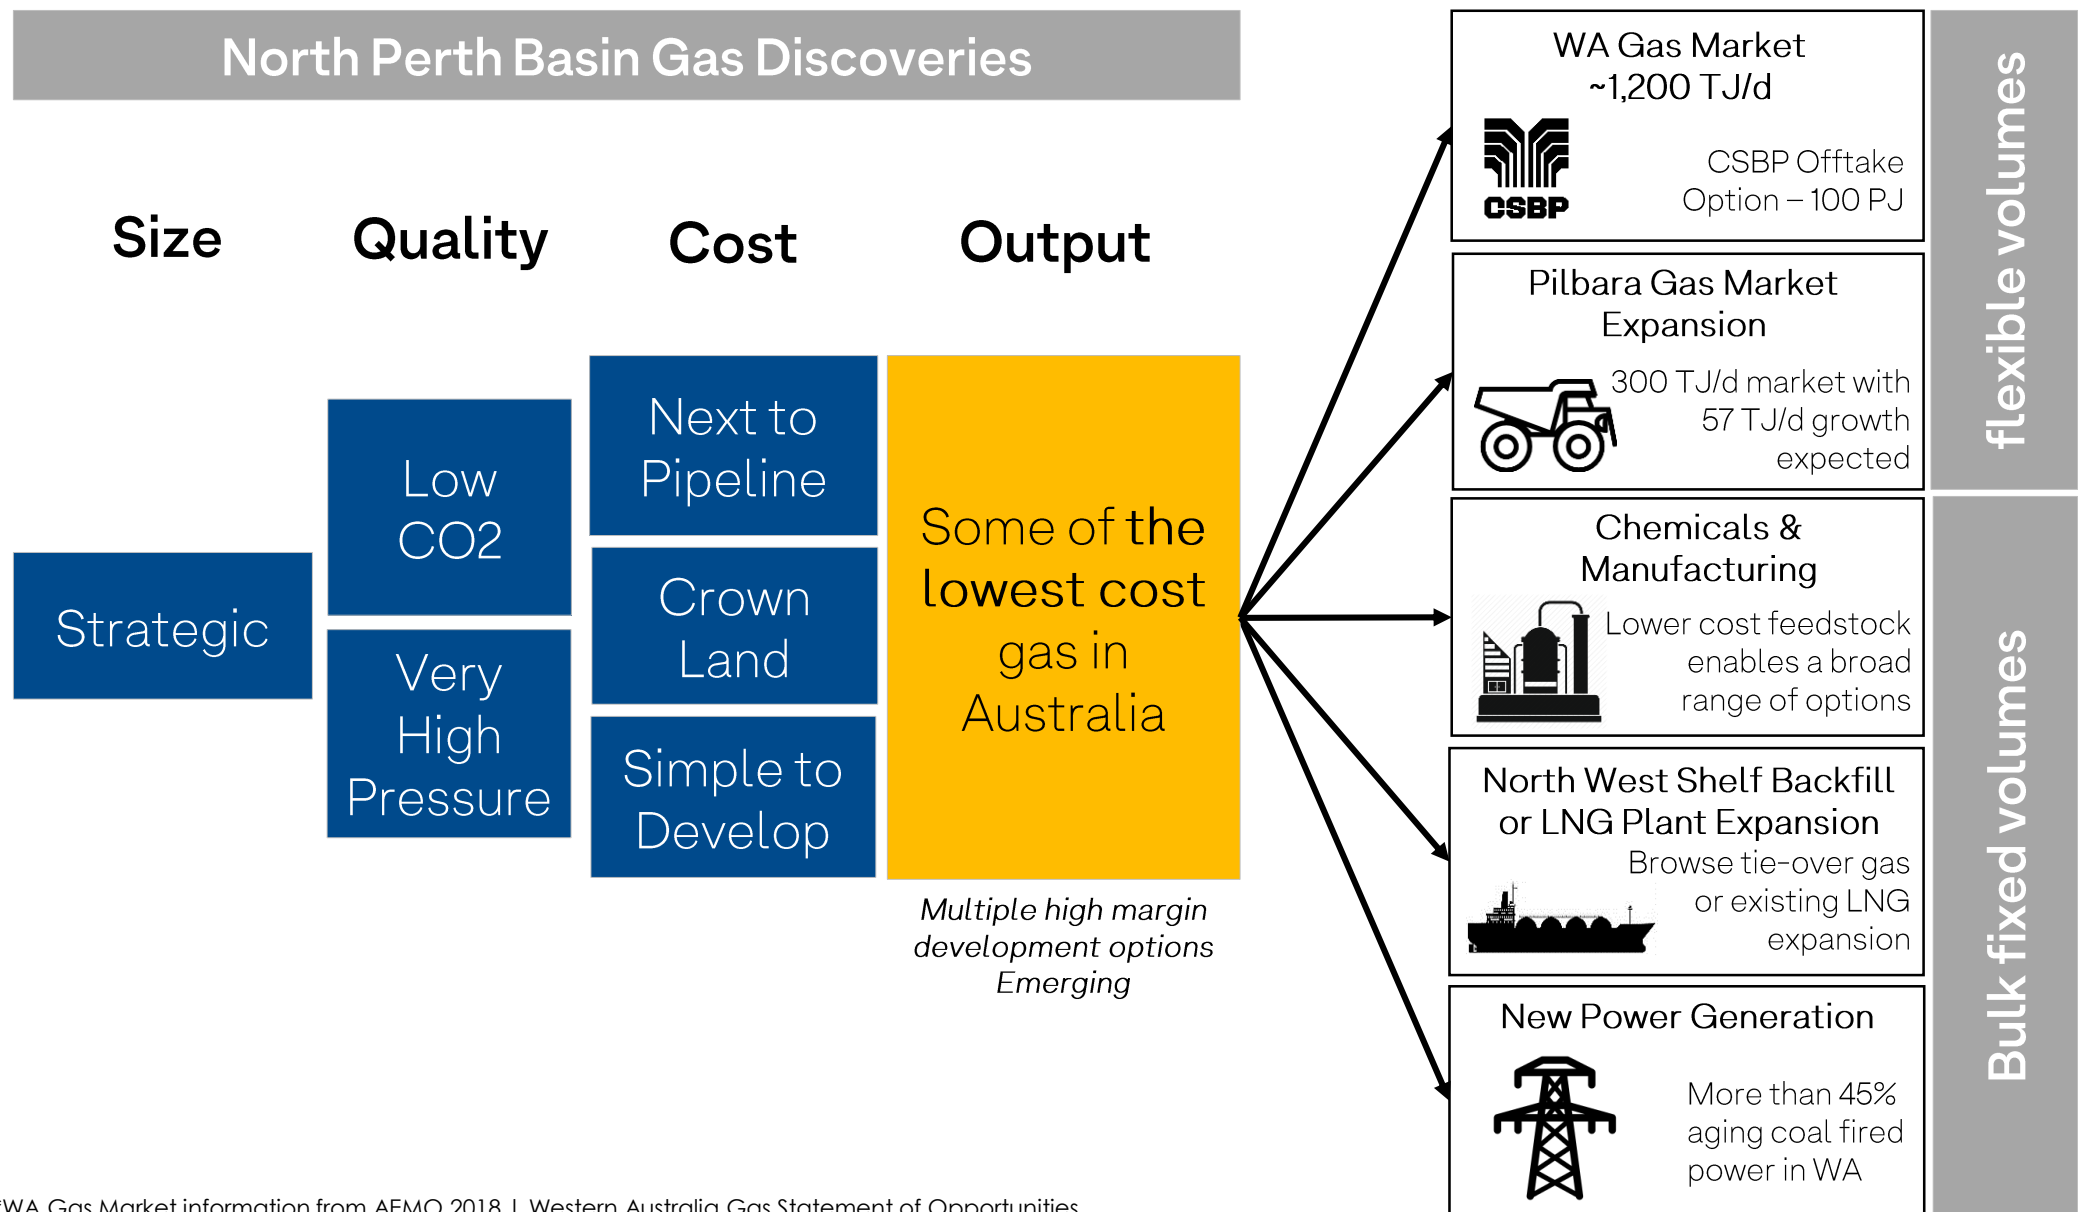 North Perth Basin Gas Discoveries
Size
Quality
Cost
Output
Strategic
Low
CO2
Very
High
Pressure
Next to
Pipeline
Crown
Land
Simple to
Develop
Some of the
lowest cost
gas in
Australia
Multiple high margin
development options
Emerging
WA Gas Market
~1,200 TJ/d
CSBP
CSBP Offtake
Option – 100 PJ
Pilbara Gas Market
Expansion
300 TJ/d market with
57 TJ/d growth
expected
Chemicals &
Manufacturing
Lower cost feedstock
enables a broad
range of options
North West Shelf Backfill
or LNG Plant Expansion
Browse tie-over gas
or existing LNG
expansion
New Power Generation
More than 45%
aging coal fired
power in WA
flexible volumes
Bulk fixed volumes
*WA Gas Market information from AEMO 2018 | Western Australia Gas Statement of Opportunities